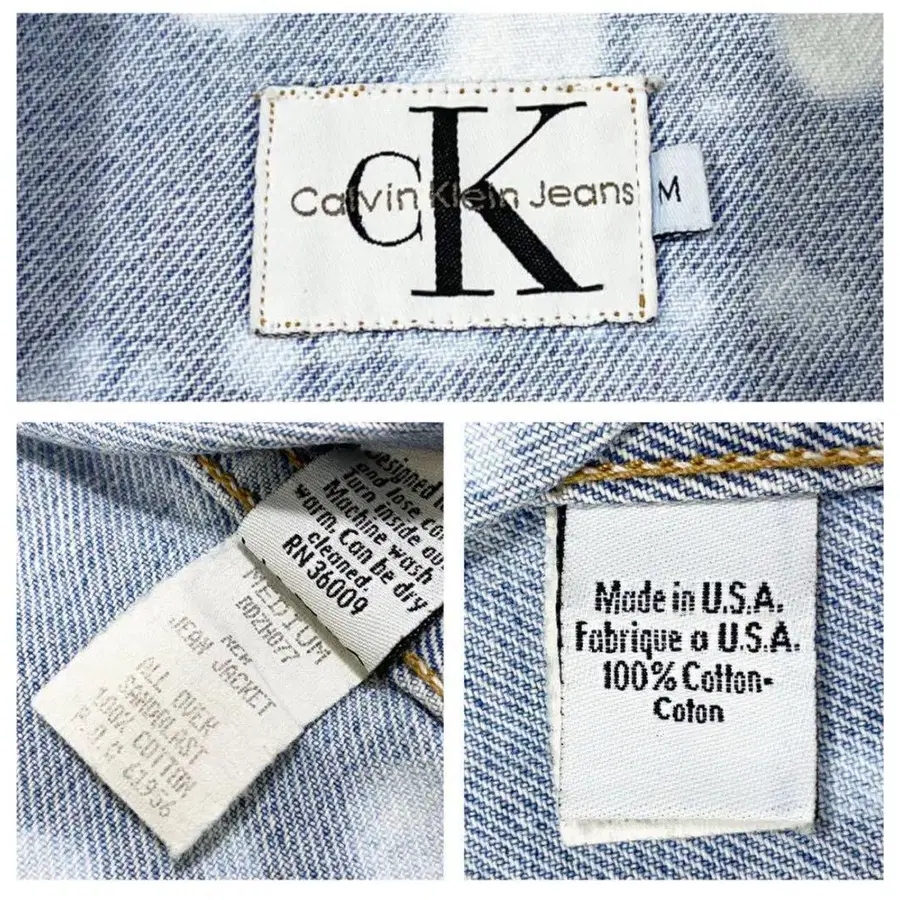 CK
Calvin Klein Jeans
M
Designed
and lose co
Turn inside ou
Machine wash
warm. Can be dry
cleaned.
RN 36009
MEDIUM
NEW
JEAN JACKET
ALL OVER
SANDBLAST
100% COTTON
61936
Made in U.S.A.
Fabrique a U.S.A.
100% Cotton-
Coton